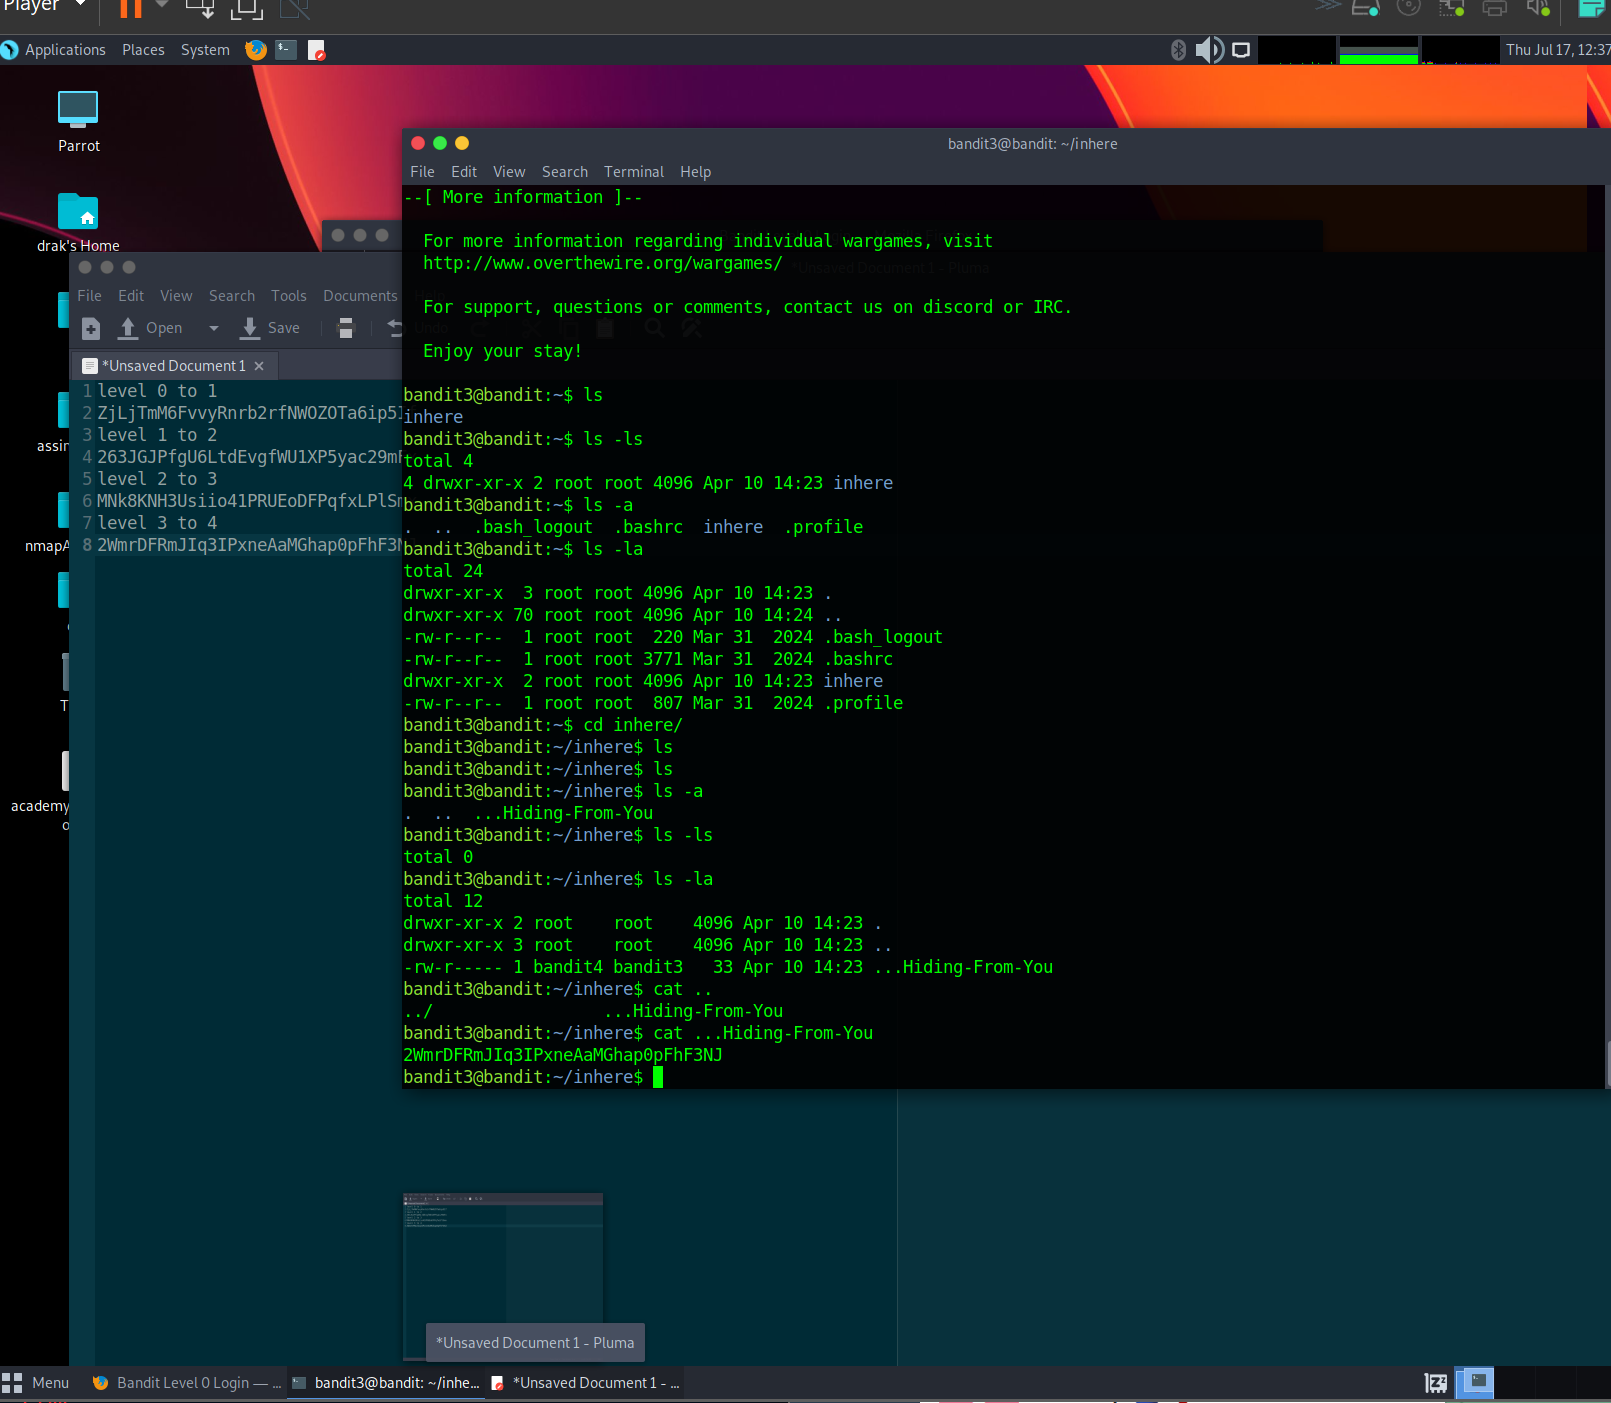 Player
Applications Places System
Thu Jul 17, 12:37
Parrot
drak's Home
assin
nmapA
T
academy
o
bandit3@bandit: ~/inhere
File Edit View Search Terminal Help
--[ More information ]--
For more information regarding individual wargames, visit
http://www.overthewire.org/wargames/
For support, questions or comments, contact us on discord or IRC.
Enjoy your stay!
bandit3@bandit:~$ ls
inhere
bandit3@bandit:~$ ls -ls
total 4
4 drwxr-xr-x 2 root root 4096 Apr 10 14:23 inhere
bandit3@bandit:~$ ls -a
. .. .bash_logout .bashrc inhere .profile
bandit3@bandit:~$ ls -la
total 24
drwxr-xr-x 3 root root 4096 Apr 10 14:23 .
drwxr-xr-x 70 root root 4096 Apr 10 14:24 ..
-rw-r--r-- 1 root root 220 Mar 31 2024 .bash_logout
-rw-r--r-- 1 root root 3771 Mar 31 2024 .bashrc
drwxr-xr-x 2 root root 4096 Apr 10 14:23 inhere
-rw-r--r-- 1 root root 807 Mar 31 2024 .profile
bandit3@bandit:~$ cd inhere/
bandit3@bandit:~/inhere$ ls
bandit3@bandit:~/inhere$ ls
bandit3@bandit:~/inhere$ ls -a
. .. ...Hiding-From-You
bandit3@bandit:~/inhere$ ls -ls
total 0
bandit3@bandit:~/inhere$ ls -la
total 12
drwxr-xr-x 2 root root 4096 Apr 10 14:23 .
drwxr-xr-x 3 root root 4096 Apr 10 14:23 ..
-rw-r----- 1 bandit4 bandit3 33 Apr 10 14:23 ...Hiding-From-You
bandit3@bandit:~/inhere$ cat ..
../ ...Hiding-From-You
bandit3@bandit:~/inhere$ cat ...Hiding-From-You
2WmrDFRmJIq3IPxneAaMGhap0pFhF3NJ
bandit3@bandit:~/inhere$
*Unsaved Document 1 - Pluma
File Edit View Search Tools Documents
Open Save Undo
*Unsaved Document 1
1 level 0 to 1
2 ZjLjTmM6FvvyRnrb2rfNWOZOTa6ip5I
3 level 1 to 2
4 263JGJPfgU6LtdEvgfWU1XP5yac29mF
5 level 2 to 3
6 MNk8KNH3Usiio41PRUEoDFPqfxLPlSm
7 level 3 to 4
8 2WmrDFRmJIq3IPxneAaMGhap0pFhF3N
*Unsaved Document 1 - Pluma
Menu Bandit Level 0 Login — ... bandit3@bandit: ~/inhe... *Unsaved Document 1 - ...